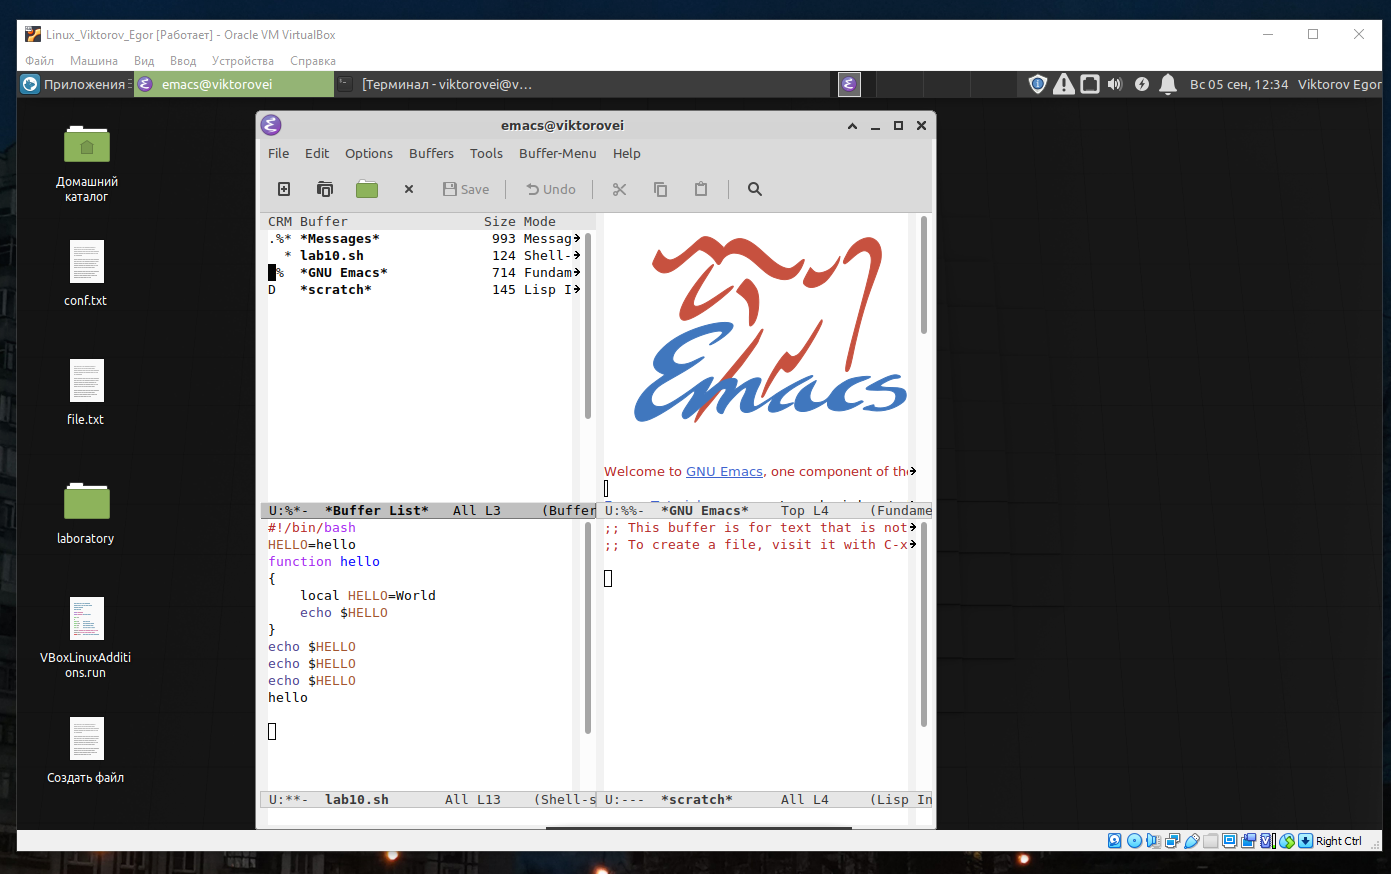 Linux_Viktorov_Egor [Работает] - Oracle VM VirtualBox
Файл Машина Вид Ввод Устройства Справка
Приложения emacs@viktorovei [Терминал - viktorovei@v... Вс 05 сен, 12:34 Viktorov Egor
Домашний
каталог
conf.txt
file.txt
laboratory
VBoxLinuxAdditi
ons.run
Создать файл
emacs@viktorovei
File Edit Options Buffers Tools Buffer-Menu Help
Save Undo
CRM Buffer Size Mode
.%* *Messages* 993 Messag
* lab10.sh 124 Shell-
% *GNU Emacs* 714 Fundam
D *scratch* 145 Lisp I
U:%*- *Buffer List* All L3 (Buffer
Emacs
Welcome to GNU Emacs, one component of the
U:%%- *GNU Emacs* Top L4 (Fundame
#!/bin/bash
HELLO=hello
function hello
{
local HELLO=World
echo $HELLO
}
echo $HELLO
echo $HELLO
echo $HELLO
hello
U:**- lab10.sh All L13 (Shell-s
;; This buffer is for text that is not
;; To create a file, visit it with C-x
U:--- *scratch* All L4 (Lisp In
Right Ctrl